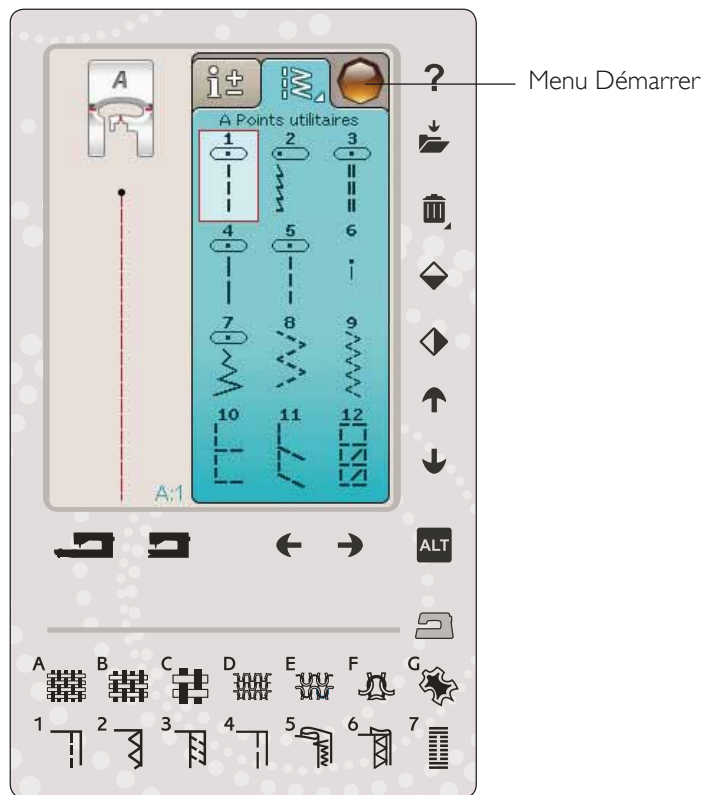 A
?
Menu Démarrer
A Points utilitaires
1 2 3
4 5 6
7 8 9
10 11 12
A:1
ALT
A B C D E F G
1 2 3 4 5 6 7